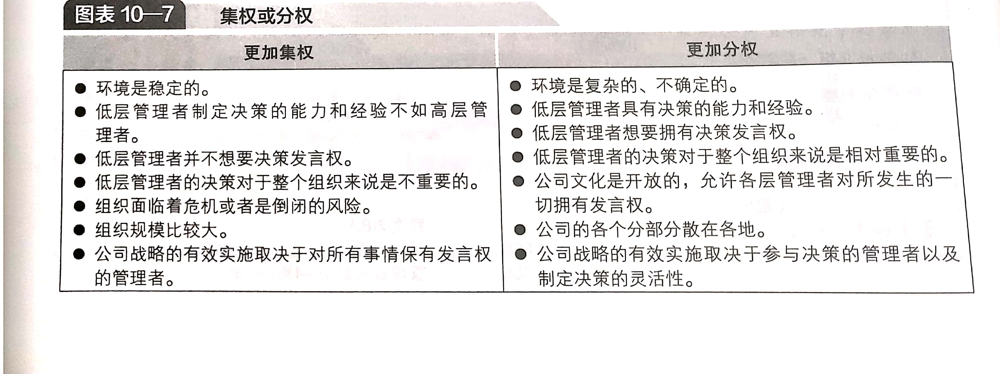 图表 10—7 集权或分权
更加集权
● 环境是稳定的。
● 低层管理者制定决策的能力和经验不如高层管
理者。
● 低层管理者并不想要决策发言权。
● 低层管理者的决策对于整个组织来说是不重要的。
● 组织面临着危机或者是倒闭的风险。
● 组织规模比较大。
● 公司战略的有效实施取决于对所有事情保有发言权
的管理者。
更加分权
● 环境是复杂的、不确定的。
● 低层管理者具有决策的能力和经验。
● 低层管理者想要拥有决策发言权。
● 低层管理者的决策对于整个组织来说是相对重要的。
● 公司文化是开放的，允许各层管理者对所发生的一
切拥有发言权。
● 公司的各个分部分散在各地。
● 公司战略的有效实施取决于参与决策的管理者以及
制定决策的灵活性。